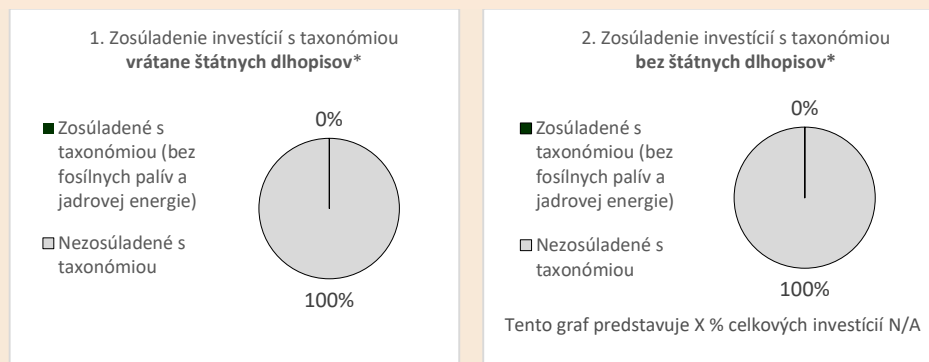 1. Zosúladenie investícií s taxonómiou
vrátane štátnych dlhopisov*
Zosúladené s
taxonómiou (bez
fosílnych palív a
jadrovej energie)
Nezosúladené s
taxonómiou
0%
100%
2. Zosúladenie investícií s taxonómiou
bez štátnych dlhopisov*
Zosúladené s
taxonómiou (bez
fosílnych palív a
jadrovej energie)
Nezosúladené s
taxonómiou
0%
100%
Tento graf predstavuje X % celkových investícií N/A